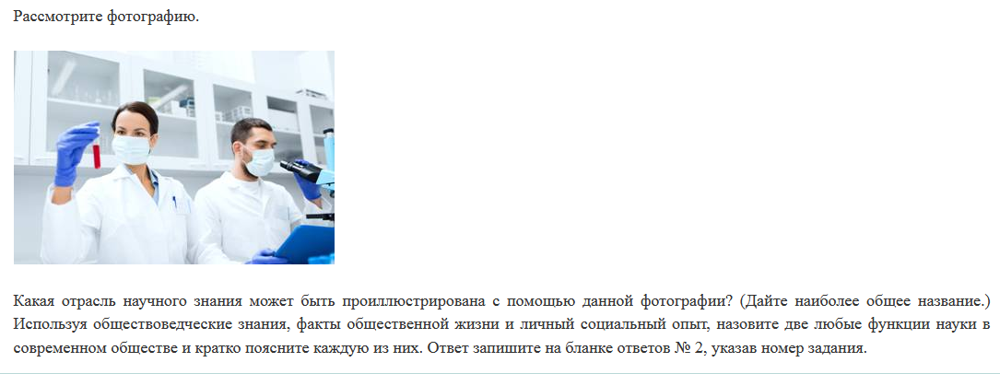 Рассмотрите фотографию.
Какая отрасль научного знания может быть проиллюстрирована с помощью данной фотографии? (Дайте наиболее общее название.)
Используя обществоведческие знания, факты общественной жизни и личный социальный опыт, назовите две любые функции науки в
современном обществе и кратко поясните каждую из них. Ответ запишите на бланке ответов № 2, указав номер задания.